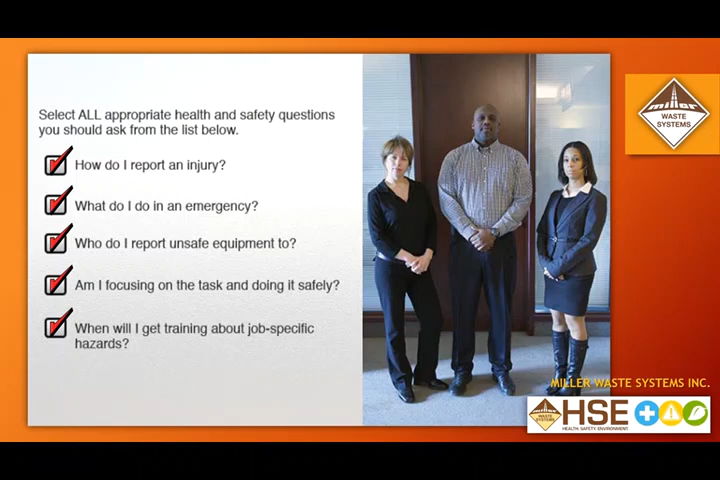 Select ALL appropriate health and safety questions
you should ask from the list below.
How do I report an injury?
What do I do in an emergency?
Who do I report unsafe equipment to?
Am I focusing on the task and doing it safely?
When will I get training about job-specific
hazards?
miller
WASTE
SYSTEMS
MILLER WASTE SYSTEMS INC.
WASTE
SYSTEMS
HSE
HEALTH SAFETY ENVIRONMENT